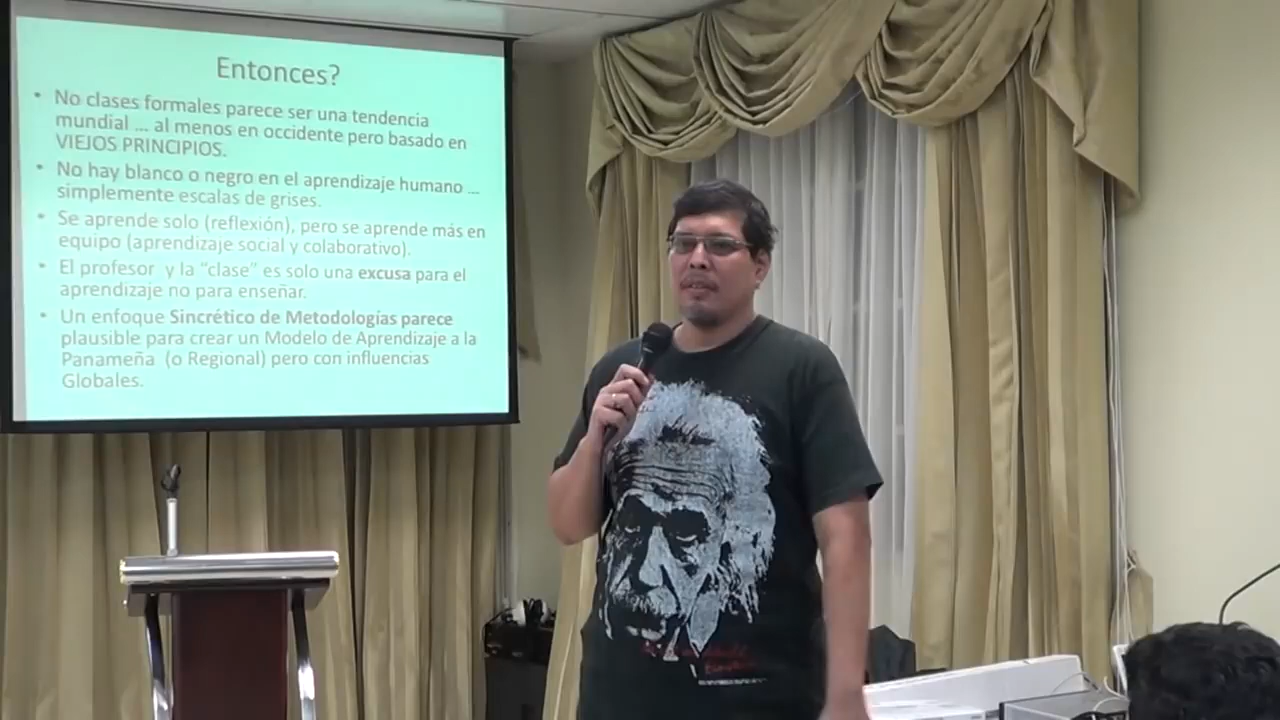 Entonces?
• No clases formales parece ser una tendencia
mundial ... al menos en occidente pero basado en
VIEJOS PRINCIPIOS.
• No hay blanco o negro en el aprendizaje humano ...
simplemente escalas de grises.
• Se aprende solo (reflexión), pero se aprende más en
equipo (aprendizaje social y colaborativo).
• El profesor y la “clase” es solo una excusa para el
aprendizaje no para enseñar.
• Un enfoque Sincrético de Metodologías parece
plausible para crear un Modelo de Aprendizaje a la
Panameña (o Regional) pero con influencias
Globales.